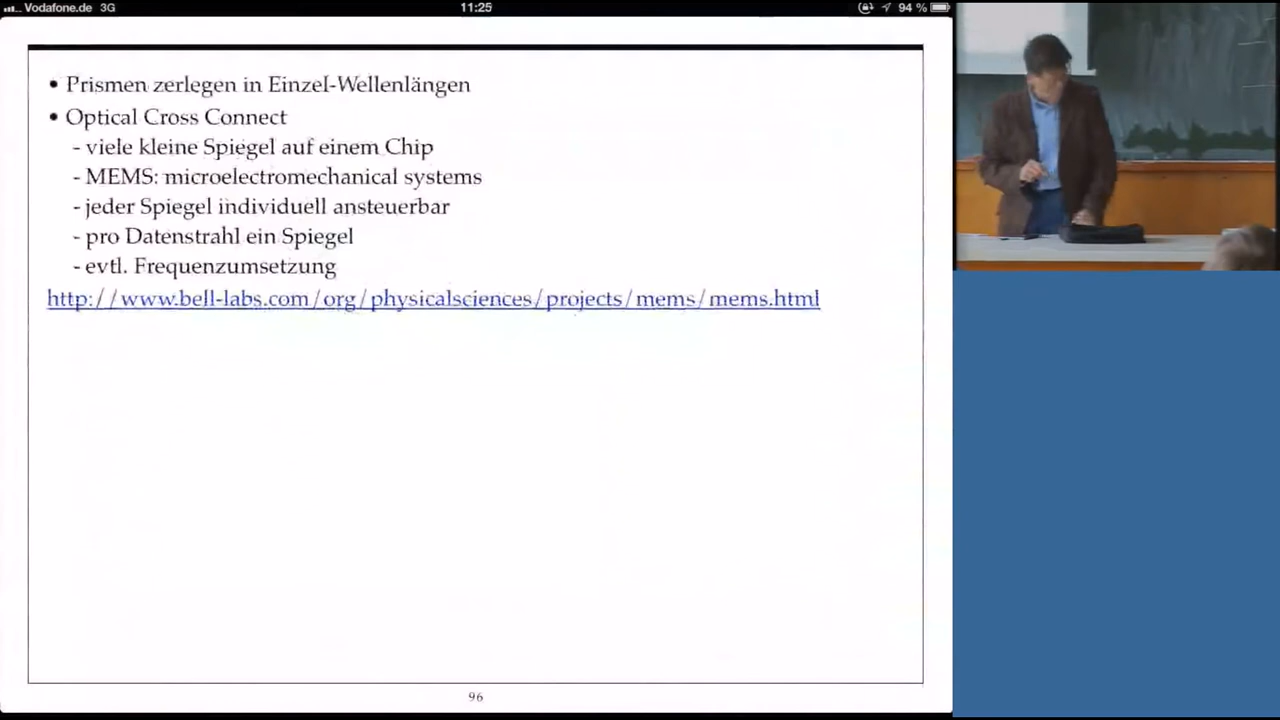 Vodafone.de 3G 11:25 94 %
• Prismen zerlegen in Einzel-Wellenlängen
• Optical Cross Connect
- viele kleine Spiegel auf einem Chip
- MEMS: microelectromechanical systems
- jeder Spiegel individuell ansteuerbar
- pro Datenstrahl ein Spiegel
- evtl. Frequenzumsetzung
http://www.bell-labs.com/org/physicalsciences/projects/mems/mems.html
96